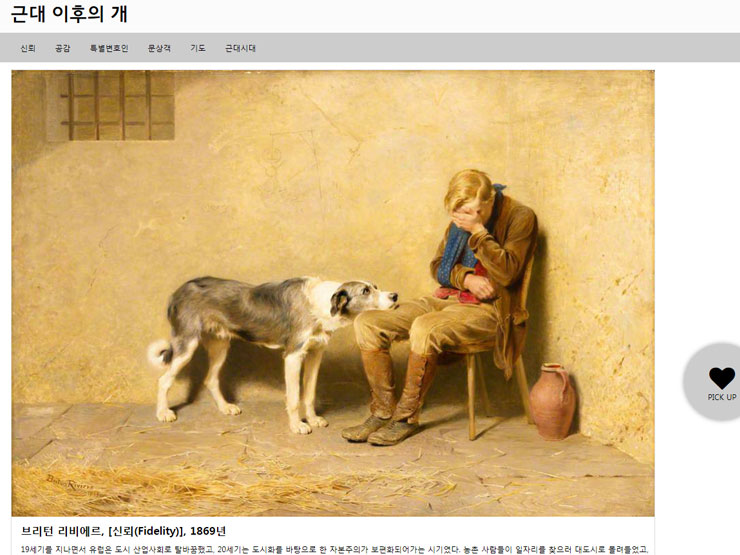 근대 이후의 개
신뢰 공감 특별변호인 문상객 기도 근대시대
PICK UP
브리턴 리비에르, [신뢰(Fidelity)], 1869년
19세기를 지나면서 유럽은 도시 산업사회로 탈바꿈했고, 20세기는 도시화를 바탕으로 한 자본주의가 보편화되어가는 시기였다. 농촌 사람들이 일자리를 찾으러 대도시로 몰려들었고,